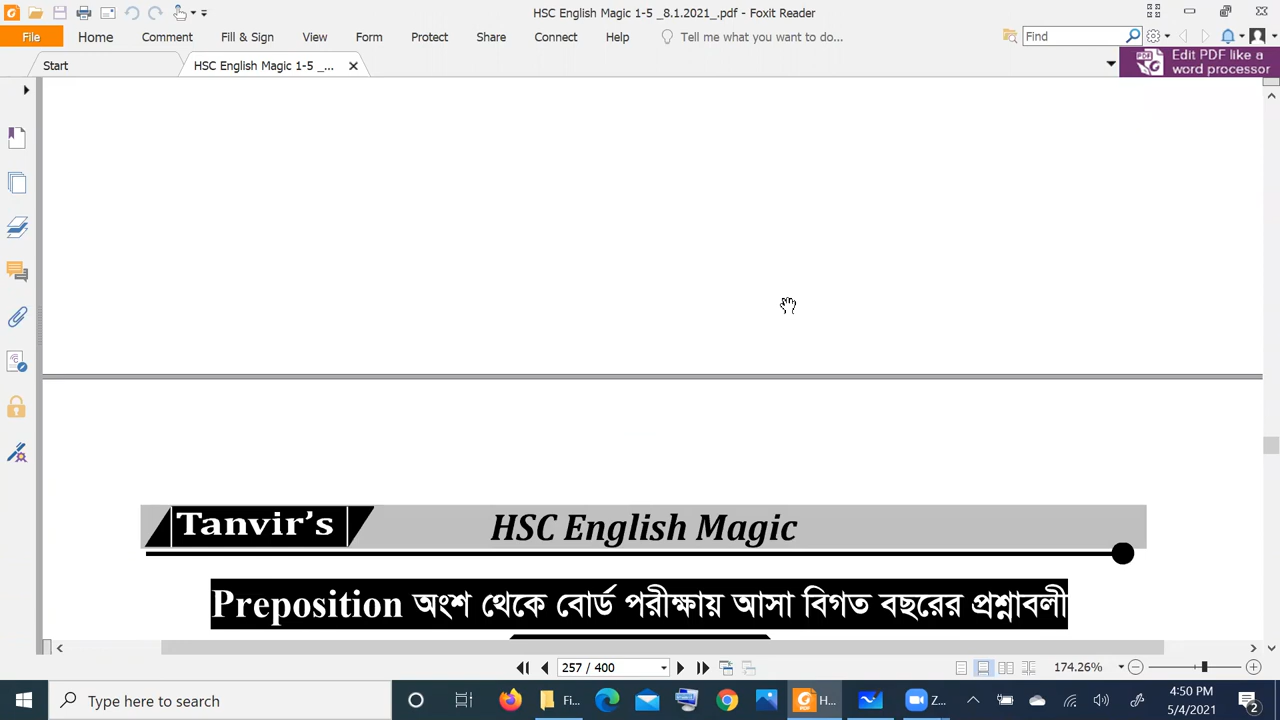 HSC English Magic 1-5 _8.1.2021_.pdf - Foxit Reader
File Home Comment Fill & Sign View Form Protect Share Connect Help Tell me what you want to do... Find
Start HSC English Magic 1-5 _... Edit PDF like a
word processor
Tanvir's HSC English Magic
Preposition অংশ থেকে বোর্ড পরীক্ষায় আসা বিগত বছরের প্রশ্নাবলী
257 / 400 174.26%
Type here to search Fi... H... Z... 4:50 PM
5/4/2021 2